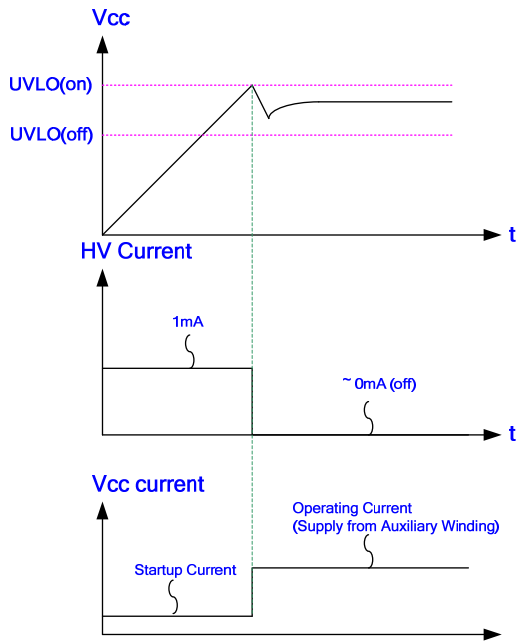 Vcc
UVLO(on)
UVLO(off)
t
HV Current
1mA
~ 0mA (off)
t
Vcc current
Operating Current
(Supply from Auxiliary Winding)
Startup Current